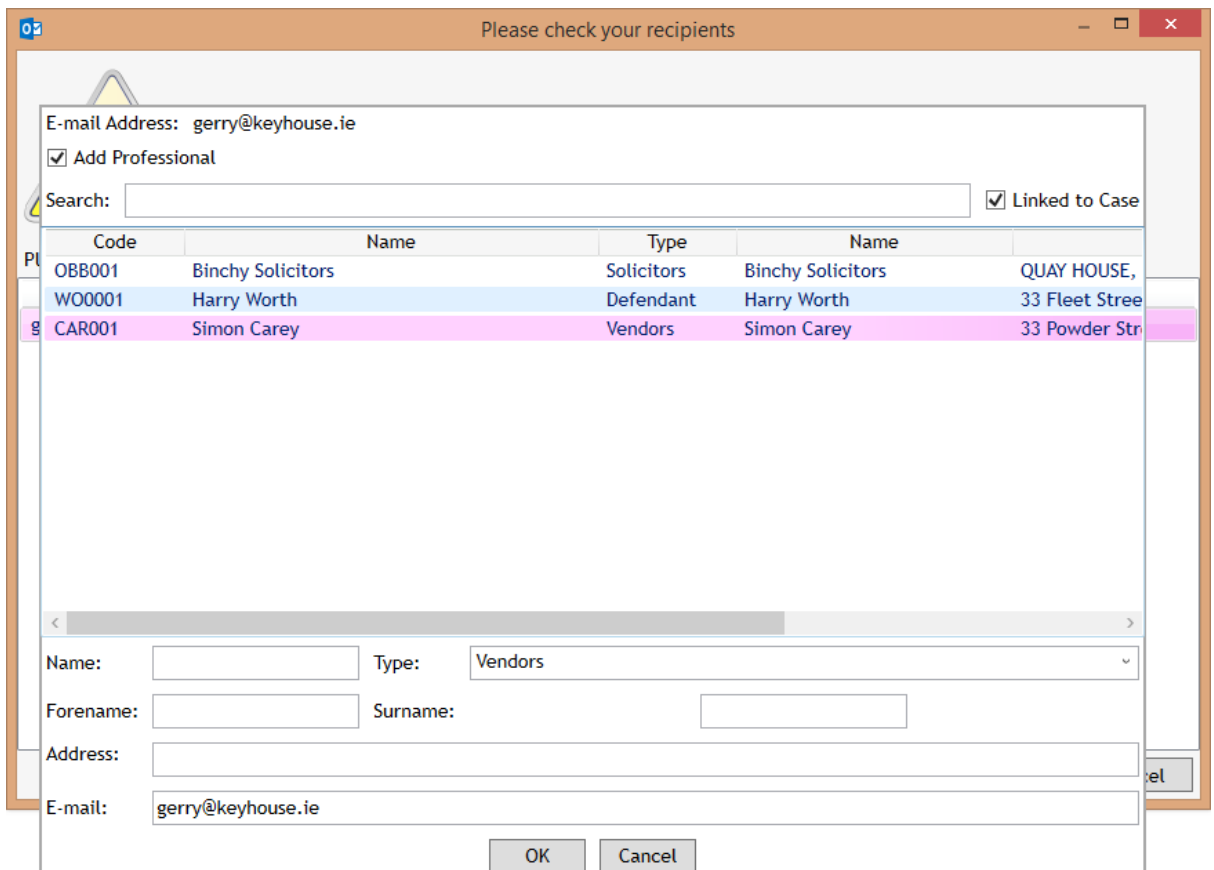 Please check your recipients
E-mail Address: gerry@keyhouse.ie
Add Professional
Search: Linked to Case
Code Name Type Name
Pl
OBB001 Binchy Solicitors Solicitors Binchy Solicitors QUAY HOUSE,
WO0001 Harry Worth Defendant Harry Worth 33 Fleet Stree
g CAR001 Simon Carey Vendors Simon Carey 33 Powder Str
Name: Type: Vendors
Forename: Surname:
Address:
cel
E-mail: gerry@keyhouse.ie
OK Cancel